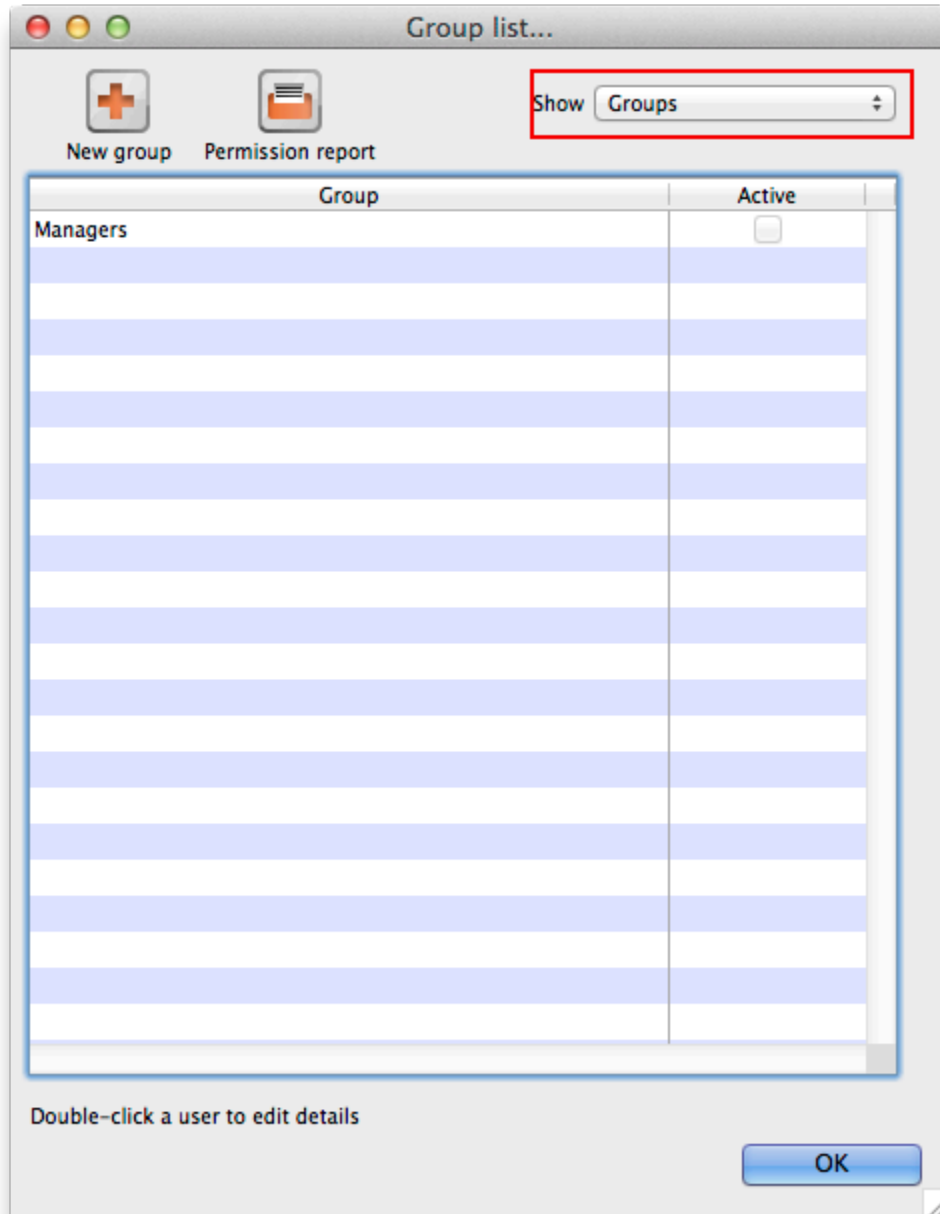 Group list...
Show Groups
New group Permission report
Group Active
Managers
Double-click a user to edit details
OK